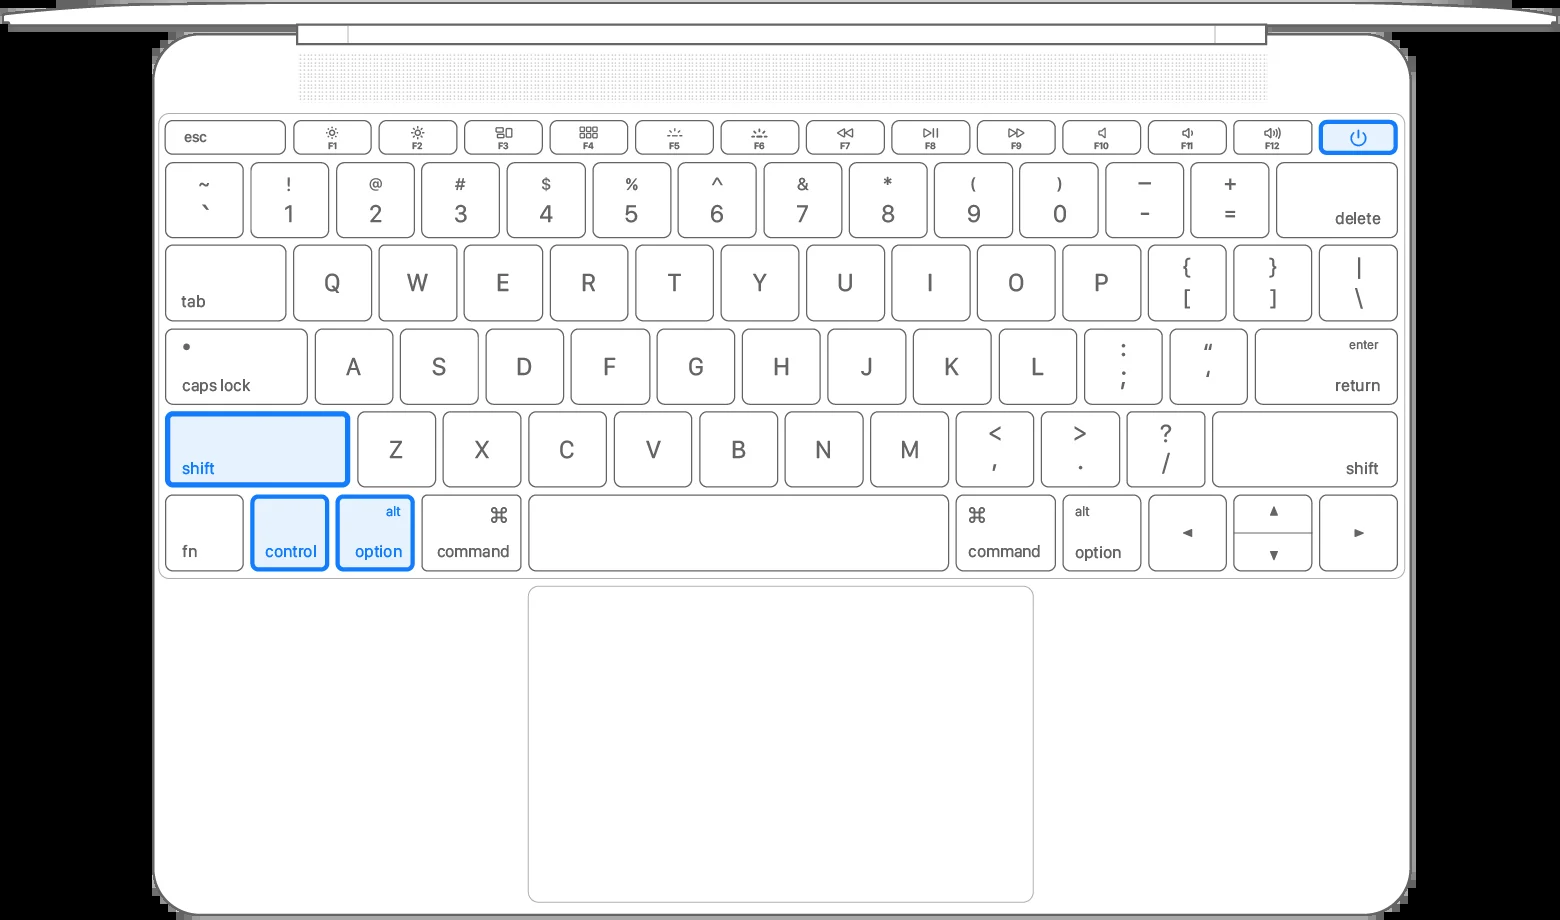 esc F1 F2 F3 F4 F5 F6 F7 F8 F9 F10 F11 F12
~ ! @ # $ % ^ & * ( ) — +
` 1 2 3 4 5 6 7 8 9 0 - = delete
tab Q W E R T Y U I O P { [ } ] | \
caps lock A S D F G H J K L : ; “ ‘ enter return
shift Z X C V B N M < , > . ? / shift
fn control alt option ⌘ command ⌘ command alt option ◀ ▲ ▼ ▶